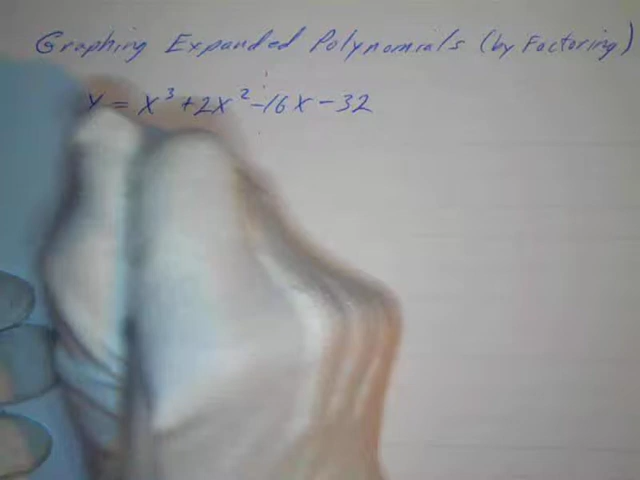 Graphing Expanded Polynomials (by Factoring)
y = x³ + 2x² - 16x - 32